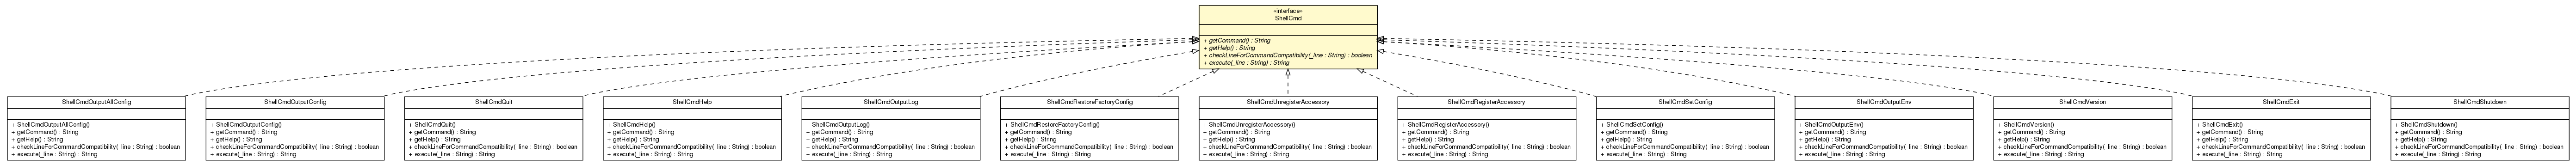 «interface»
ShellCmd
+ getCommand() : String
+ getHelp() : String
+ checkLineForCommandCompatibility(_line : String) : boolean
+ execute(_line : String) : String
ShellCmdOutputAllConfig
+ ShellCmdOutputAllConfig()
+ getCommand() : String
+ getHelp() : String
+ checkLineForCommandCompatibility(_line : String) : boolean
+ execute(_line : String) : String
ShellCmdOutputConfig
+ ShellCmdOutputConfig()
+ getCommand() : String
+ getHelp() : String
+ checkLineForCommandCompatibility(_line : String) : boolean
+ execute(_line : String) : String
ShellCmdQuit
+ ShellCmdQuit()
+ getCommand() : String
+ getHelp() : String
+ checkLineForCommandCompatibility(_line : String) : boolean
+ execute(_line : String) : String
ShellCmdHelp
+ ShellCmdHelp()
+ getCommand() : String
+ getHelp() : String
+ checkLineForCommandCompatibility(_line : String) : boolean
+ execute(_line : String) : String
ShellCmdOutputLog
+ ShellCmdOutputLog()
+ getCommand() : String
+ getHelp() : String
+ checkLineForCommandCompatibility(_line : String) : boolean
+ execute(_line : String) : String
ShellCmdRestoreFactoryConfig
+ ShellCmdRestoreFactoryConfig()
+ getCommand() : String
+ getHelp() : String
+ checkLineForCommandCompatibility(_line : String) : boolean
+ execute(_line : String) : String
ShellCmdUnregisterAccessory
+ ShellCmdUnregisterAccessory()
+ getCommand() : String
+ getHelp() : String
+ checkLineForCommandCompatibility(_line : String) : boolean
+ execute(_line : String) : String
ShellCmdRegisterAccessory
+ ShellCmdRegisterAccessory()
+ getCommand() : String
+ getHelp() : String
+ checkLineForCommandCompatibility(_line : String) : boolean
+ execute(_line : String) : String
ShellCmdSetConfig
+ ShellCmdSetConfig()
+ getCommand() : String
+ getHelp() : String
+ checkLineForCommandCompatibility(_line : String) : boolean
+ execute(_line : String) : String
ShellCmdOutputEnv
+ ShellCmdOutputEnv()
+ getCommand() : String
+ getHelp() : String
+ checkLineForCommandCompatibility(_line : String) : boolean
+ execute(_line : String) : String
ShellCmdVersion
+ ShellCmdVersion()
+ getCommand() : String
+ getHelp() : String
+ checkLineForCommandCompatibility(_line : String) : boolean
+ execute(_line : String) : String
ShellCmdExit
+ ShellCmdExit()
+ getCommand() : String
+ getHelp() : String
+ checkLineForCommandCompatibility(_line : String) : boolean
+ execute(_line : String) : String
ShellCmdShutdown
+ ShellCmdShutdown()
+ getCommand() : String
+ getHelp() : String
+ checkLineForCommandCompatibility(_line : String) : boolean
+ execute(_line : String) : String